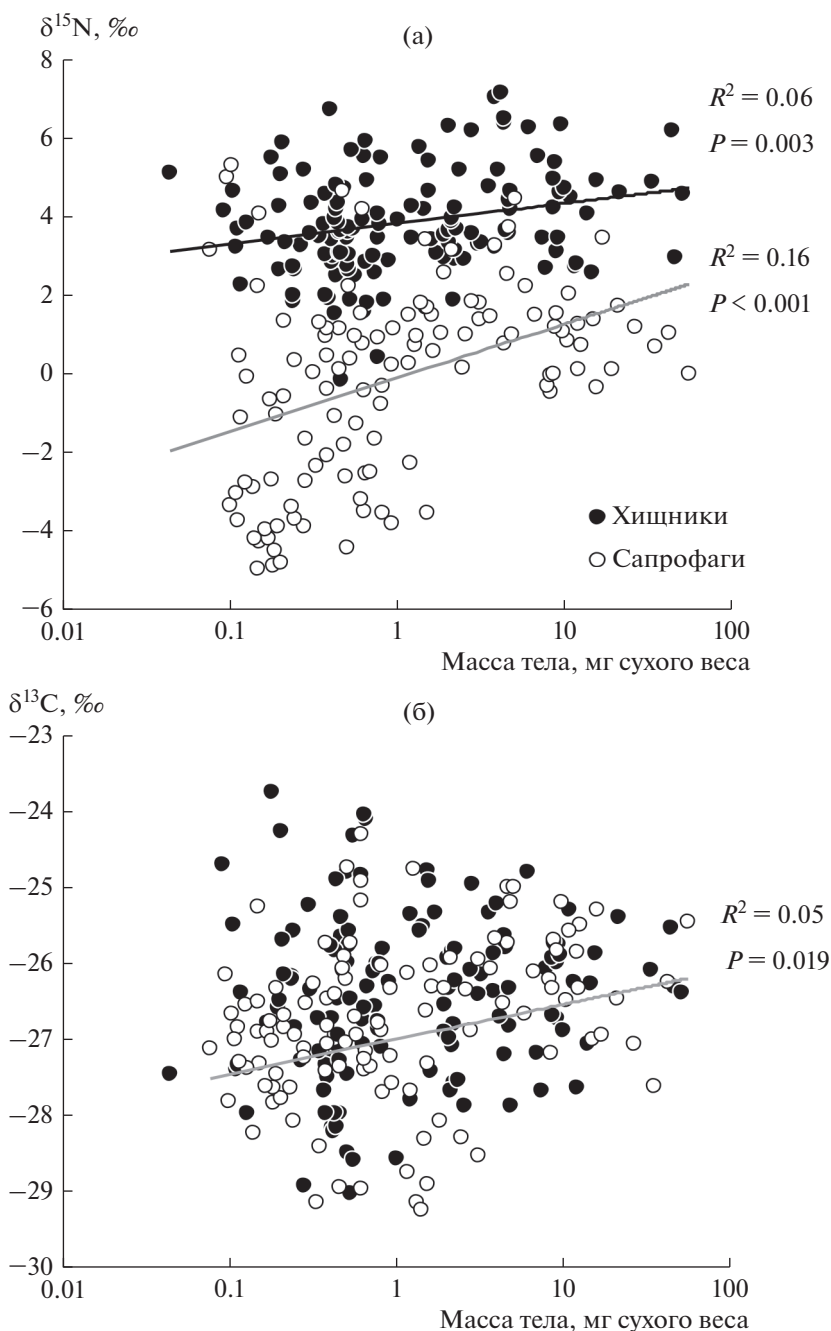 δ¹⁵N, ‰
(а)
8
R² = 0.06
6
P = 0.003
4
R² = 0.16
2
P < 0.001
0
−2
−4
Хищники
Сапрофаги
−6
0.01 0.1 1 10 100
Масса тела, мг сухого веса
δ¹³C, ‰
(б)
−23
−24
−25
R² = 0.05
−26
P = 0.019
−27
−28
−29
−30
0.01 0.1 1 10 100
Масса тела, мг сухого веса